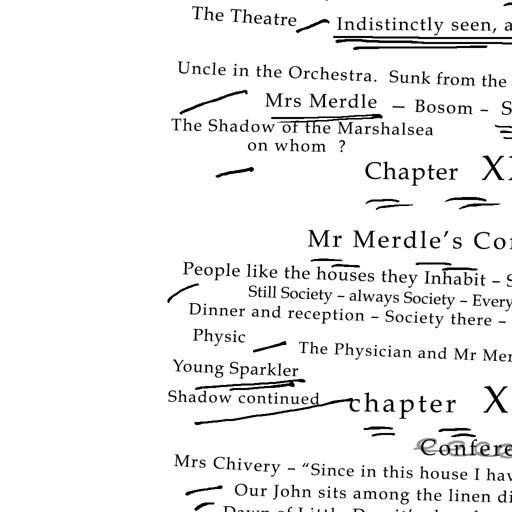 The Theatre — Indistinctly seen, a
Uncle in the Orchestra. Sunk from the
Mrs Merdle – Bosom – S
The Shadow of the Marshalsea
on whom ?
Chapter X
Mr Merdle’s Co
People like the houses they Inhabit – S
Still Society – always Society – Every
Dinner and reception – Society there –
Physic — The Physician and Mr Mer
Young Sparkler
Shadow continued
chapter X
Confere
Mrs Chivery – “Since in this house I hav
Our John sits among the linen di